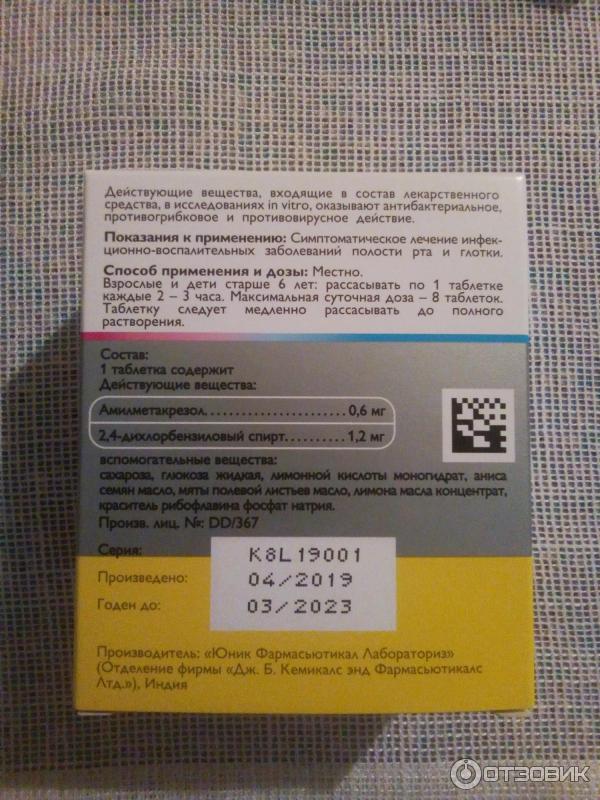 Действующие вещества, входящие в состав лекарственного
средства, в исследованиях in vitro, оказывают антибактериальное,
противогрибковое и противовирусное действие.
Показания к применению: Симптоматическое лечение инфек-
ционно-воспалительных заболеваний полости рта и глотки.
Способ применения и дозы: Местно.
Взрослые и дети старше 6 лет: рассасывать по 1 таблетке
каждые 2 – 3 часа. Максимальная суточная доза – 8 таблеток.
Таблетку следует медленно рассасывать до полного
растворения.
Состав:
1 таблетка содержит
Действующие вещества:
Амилметакрезол........................0,6 мг
2,4-дихлорбензиловый спирт............1,2 мг
вспомогательные вещества:
сахароза, глюкоза жидкая, лимонной кислоты моногидрат, аниса
семян масло, мяты полевой листьев масло, лимона масла концентрат,
краситель рибофлавина фосфат натрия.
Произв. лиц. №: DD/367
Серия: K8L19001
Произведено: 04/2019
Годен до: 03/2023
Производитель: «Юник Фармасьютикал Лабораториз»
(Отделение фирмы «Дж. Б. Кемикалс энд Фармасьютикалс
Лтд.»), Индия
ОТЗОВИК